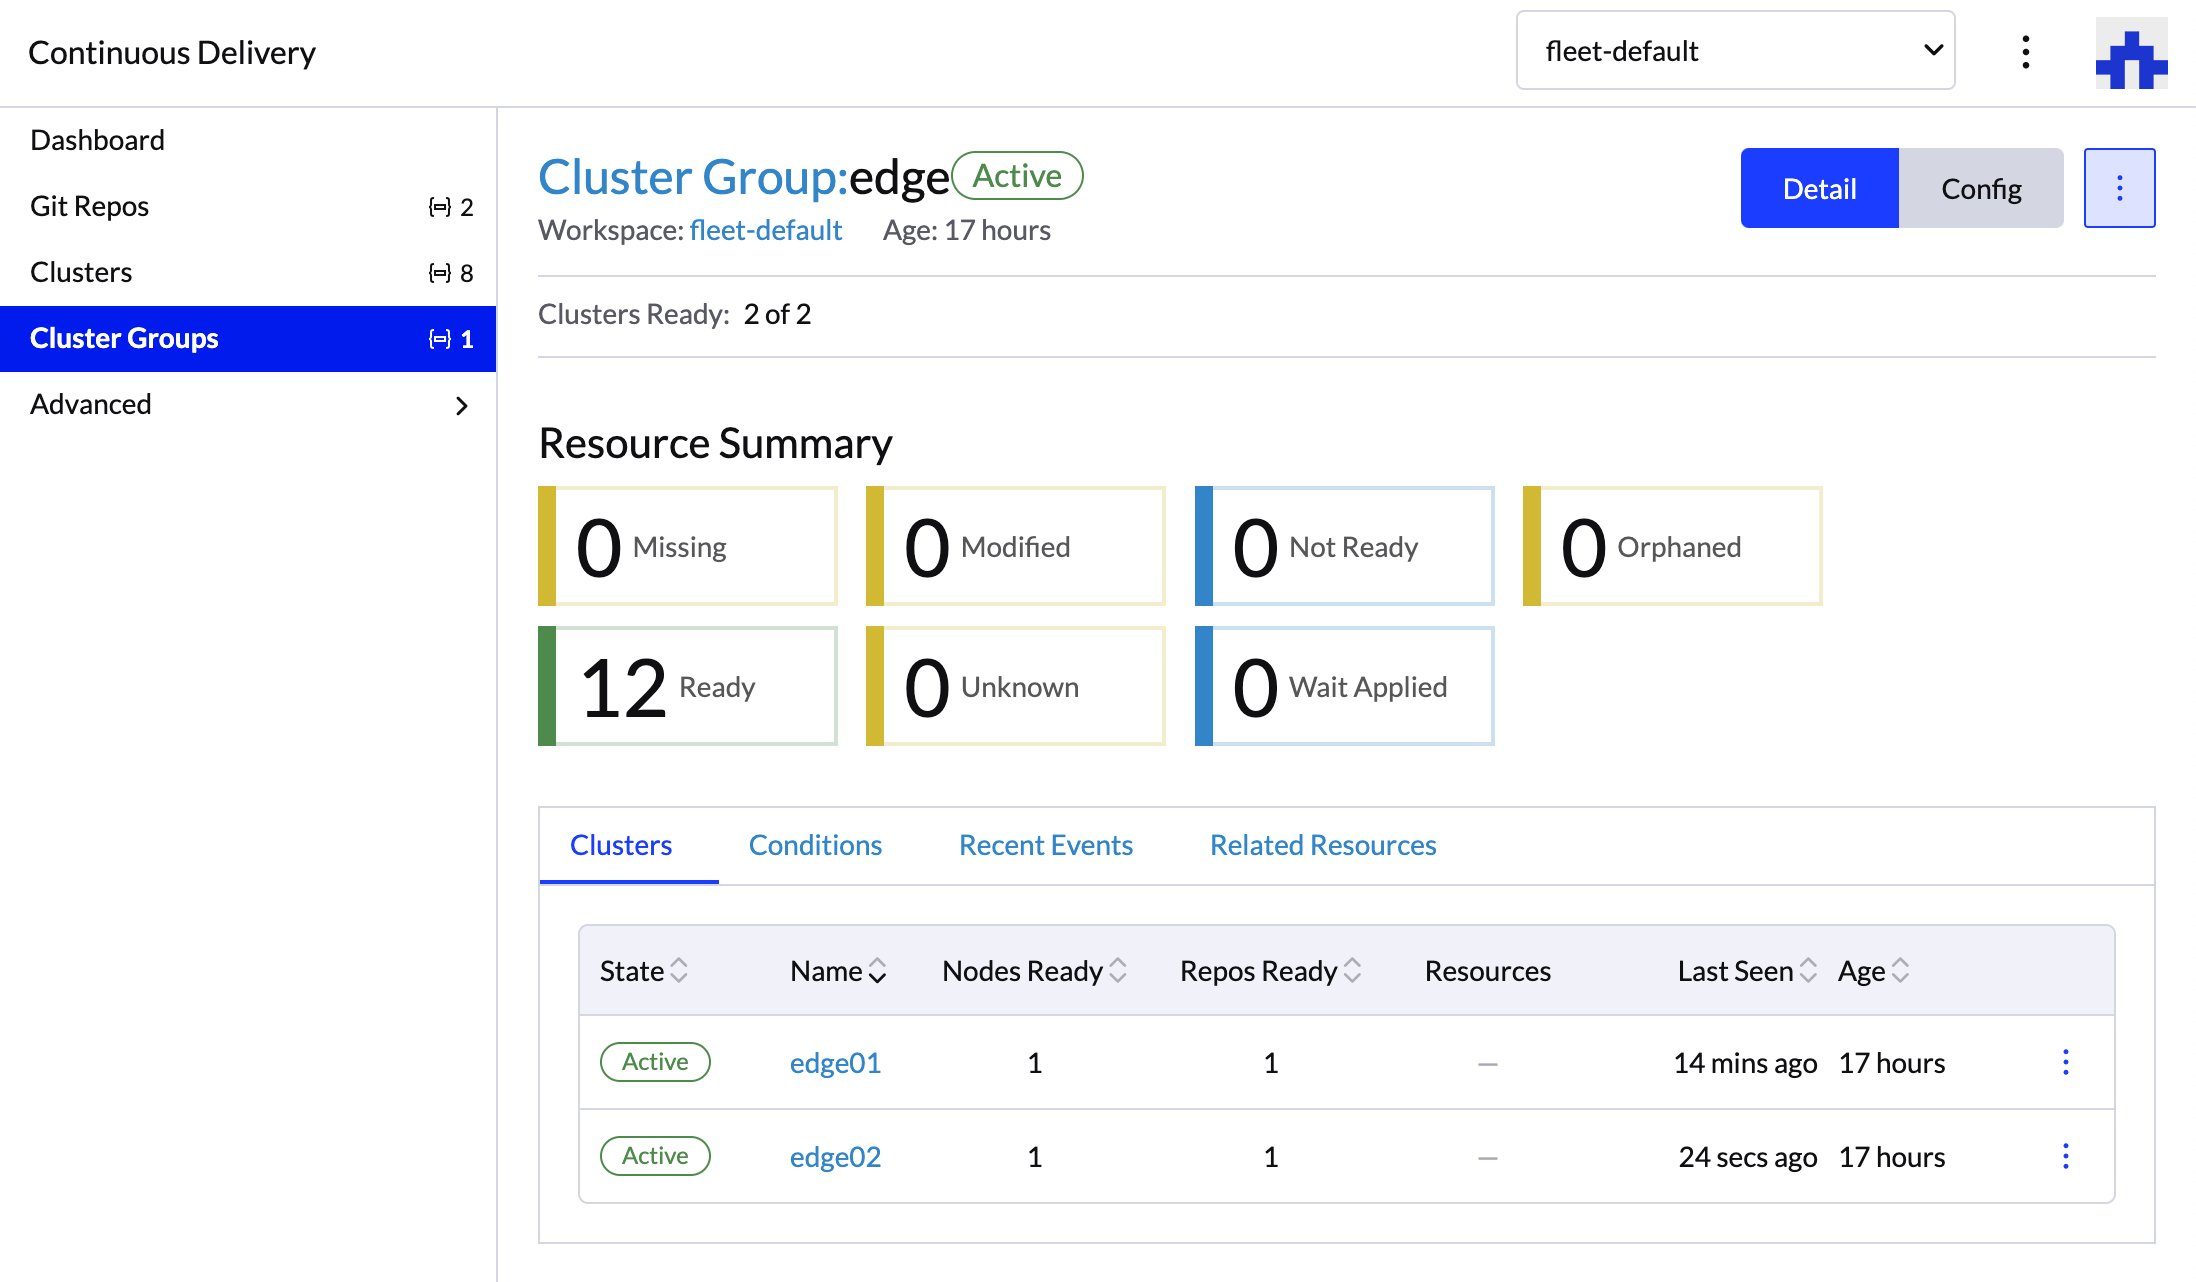 Continuous Delivery
fleet-default
Dashboard
Git Repos 2
Clusters 8
Cluster Groups 1
Advanced
Cluster Group:edge Active
Detail Config
Workspace: fleet-default Age: 17 hours
Clusters Ready: 2 of 2
Resource Summary
0 Missing
0 Modified
0 Not Ready
0 Orphaned
12 Ready
0 Unknown
0 Wait Applied
Clusters Conditions Recent Events Related Resources
State Name Nodes Ready Repos Ready Resources Last Seen Age
Active edge01 1 1 — 14 mins ago 17 hours
Active edge02 1 1 — 24 secs ago 17 hours